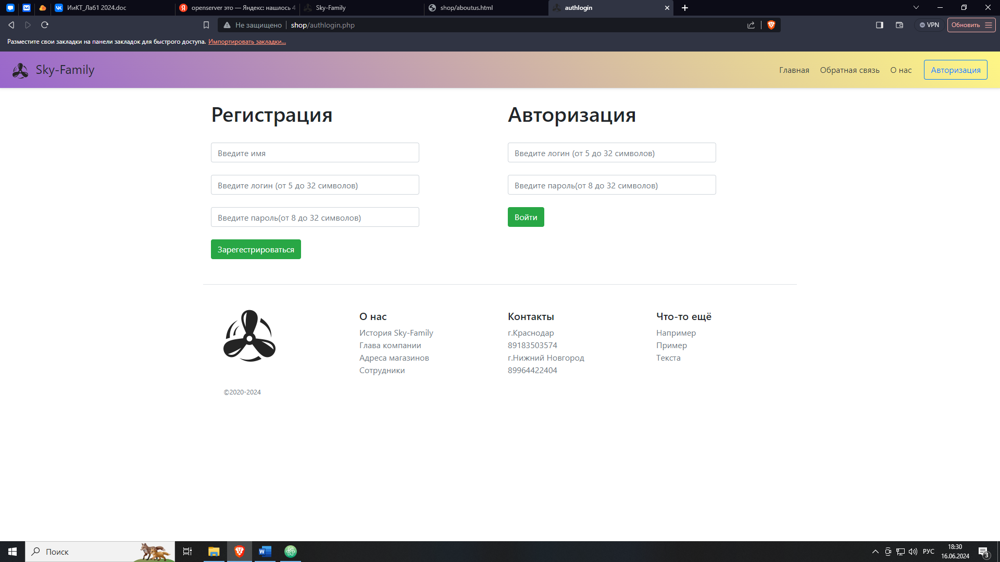 ИиКТ_Лаб1 2024.doc
openserver это — Яндекс: нашлось 4
Sky-Family
shop/aboutus.html
authlogin
Не защищено
shop/authlogin.php
VPN
Обновить
Разместите свои закладки на панели закладок для быстрого доступа. Импортировать закладки...
Sky-Family
Главная
Обратная связь
О нас
Авторизация
Регистрация
Введите имя
Введите логин (от 5 до 32 символов)
Введите пароль(от 8 до 32 символов)
Зарегестрироваться
Авторизация
Введите логин (от 5 до 32 символов)
Введите пароль(от 8 до 32 символов)
Войти
©2020-2024
О нас
История Sky-Family
Глава компании
Адреса магазинов
Сотрудники
Контакты
г.Краснодар
89183503574
г.Нижний Новгород
89964422404
Что-то ещё
Например
Пример
Текста
Поиск
РУС
18:30
16.06.2024
3